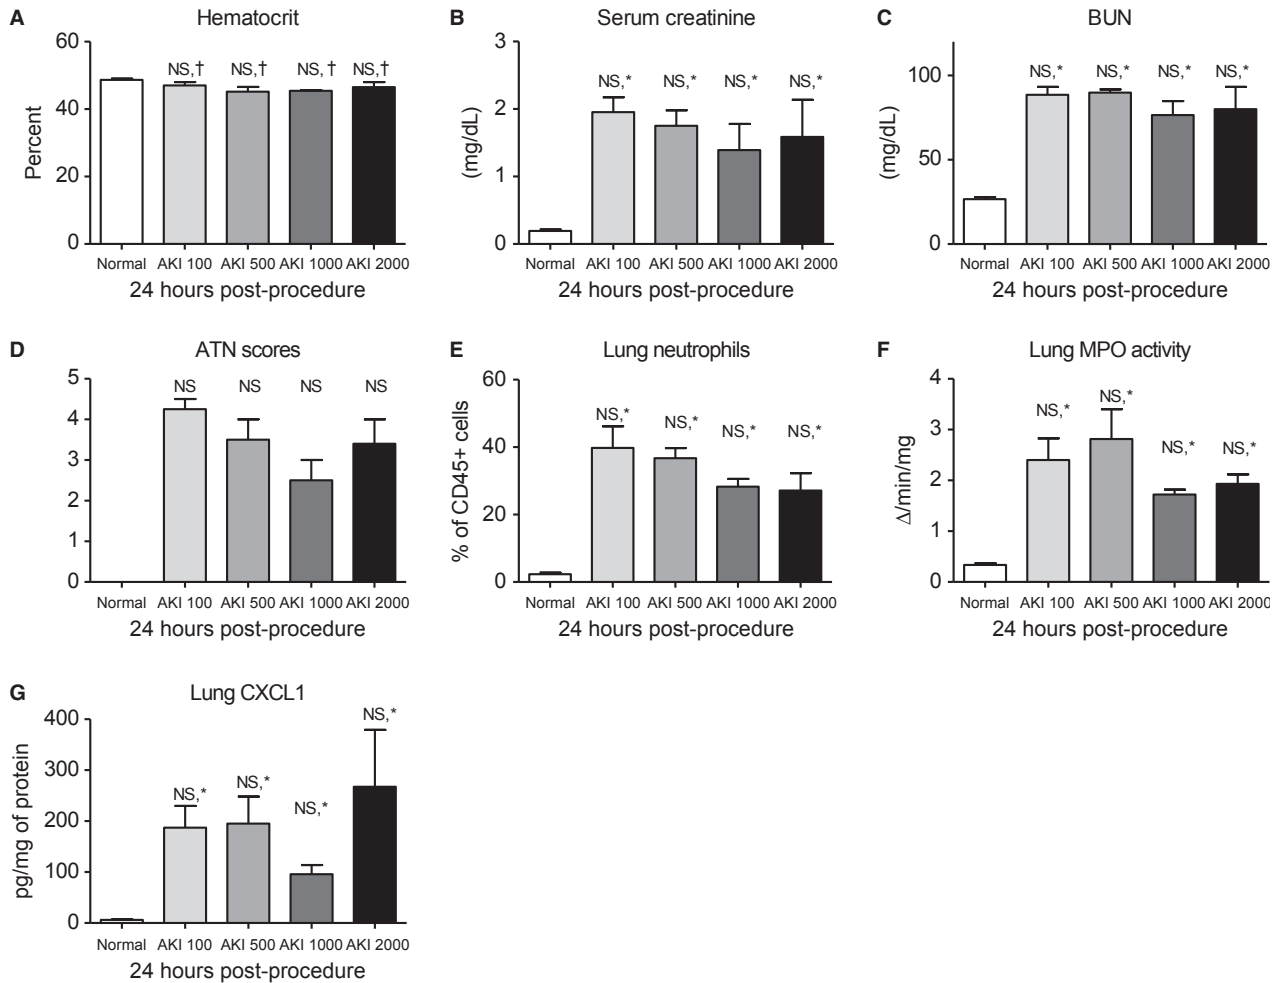 A
Hematocrit
Percent
60
40
20
0
NS,† NS,† NS,† NS,†
Normal AKI 100 AKI 500 AKI 1000 AKI 2000
24 hours post-procedure
B
Serum creatinine
(mg/dL)
3
2
1
0
NS,* NS,* NS,* NS,*
Normal AKI 100 AKI 500 AKI 1000 AKI 2000
24 hours post-procedure
C
BUN
(mg/dL)
100
50
0
NS,* NS,* NS,* NS,*
Normal AKI 100 AKI 500 AKI 1000 AKI 2000
24 hours post-procedure
D
ATN scores
5
4
3
2
1
0
NS NS NS NS
Normal AKI 100 AKI 500 AKI 1000 AKI 2000
24 hours post-procedure
E
Lung neutrophils
% of CD45+ cells
60
40
20
0
NS,* NS,* NS,* NS,*
Normal AKI 100 AKI 500 AKI 1000 AKI 2000
24 hours post-procedure
F
Lung MPO activity
Δ/min/mg
4
3
2
1
0
NS,* NS,* NS,* NS,*
Normal AKI 100 AKI 500 AKI 1000 AKI 2000
24 hours post-procedure
G
Lung CXCL1
pg/mg of protein
400
300
200
100
0
NS,* NS,* NS,* NS,*
Normal AKI 100 AKI 500 AKI 1000 AKI 2000
24 hours post-procedure